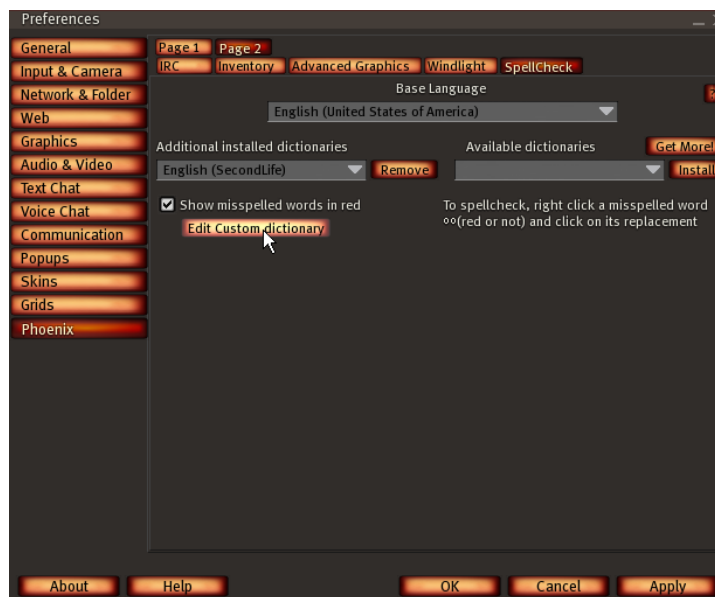 Preferences
General
Input & Camera
Network & Folder
Web
Graphics
Audio & Video
Text Chat
Voice Chat
Communication
Popups
Skins
Grids
Phoenix
Page 1 Page 2
IRC Inventory Advanced Graphics Windlight SpellCheck
Base Language
English (United States of America)
Additional installed dictionaries
English (SecondLife) Remove
Available dictionaries Get More!
Install
Show misspelled words in red
Edit Custom dictionary
To spellcheck, right click a misspelled word
°°(red or not) and click on its replacement
About Help OK Cancel Apply